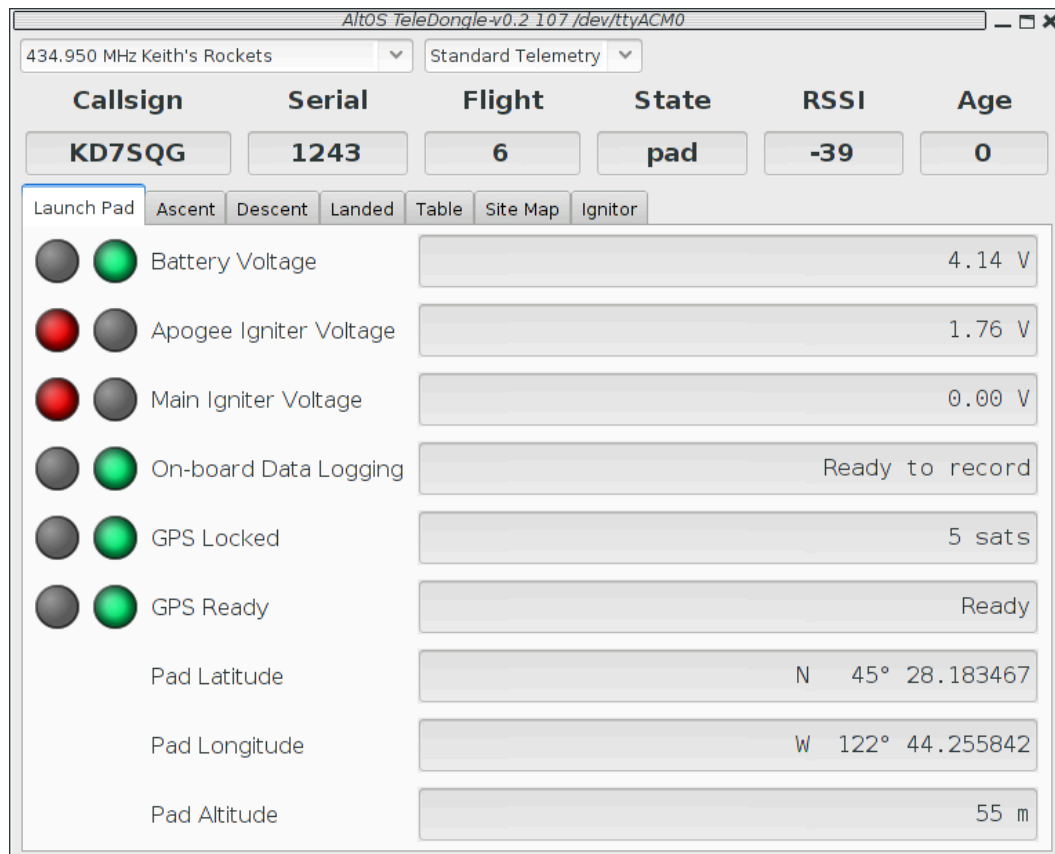 AltOS TeleDongle-v0.2 107 /dev/ttyACM0
434.950 MHz Keith's Rockets Standard Telemetry
Callsign Serial Flight State RSSI Age
KD7SQG 1243 6 pad -39 0
Launch Pad Ascent Descent Landed Table Site Map Ignitor
Battery Voltage 4.14 V
Apogee Igniter Voltage 1.76 V
Main Igniter Voltage 0.00 V
On-board Data Logging Ready to record
GPS Locked 5 sats
GPS Ready Ready
Pad Latitude N 45° 28.183467
Pad Longitude W 122° 44.255842
Pad Altitude 55 m